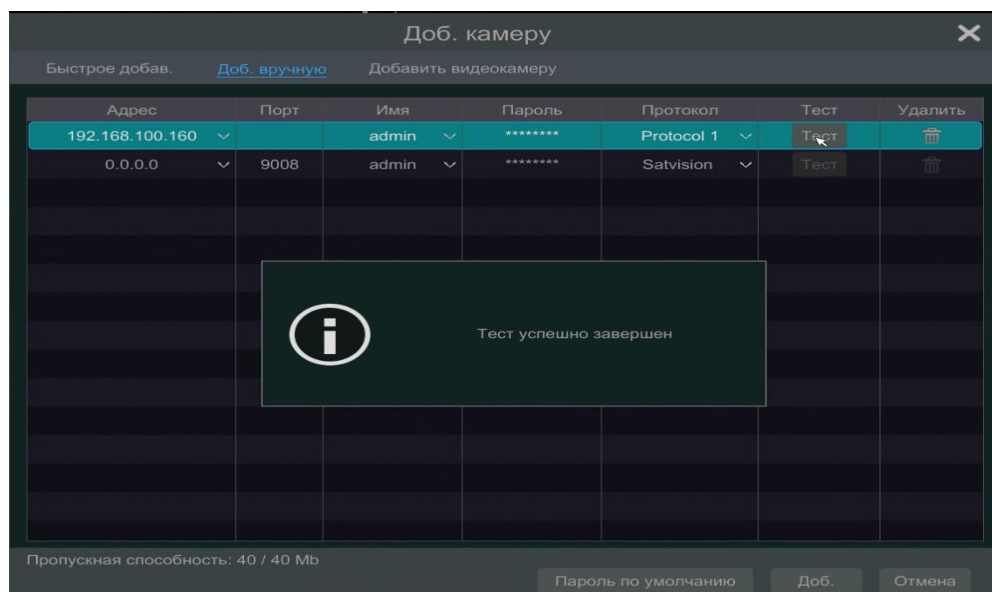 Доб. камеру
Быстрое добав. Доб. вручную Добавить видеокамеру
Адрес Порт Имя Пароль Протокол Тест Удалить
192.168.100.160 admin ******** Protocol 1 Тест
0.0.0.0 9008 admin ******** Satvision Тест
Тест успешно завершен
Пропускная способность: 40 / 40 Mb
Пароль по умолчанию Доб. Отмена